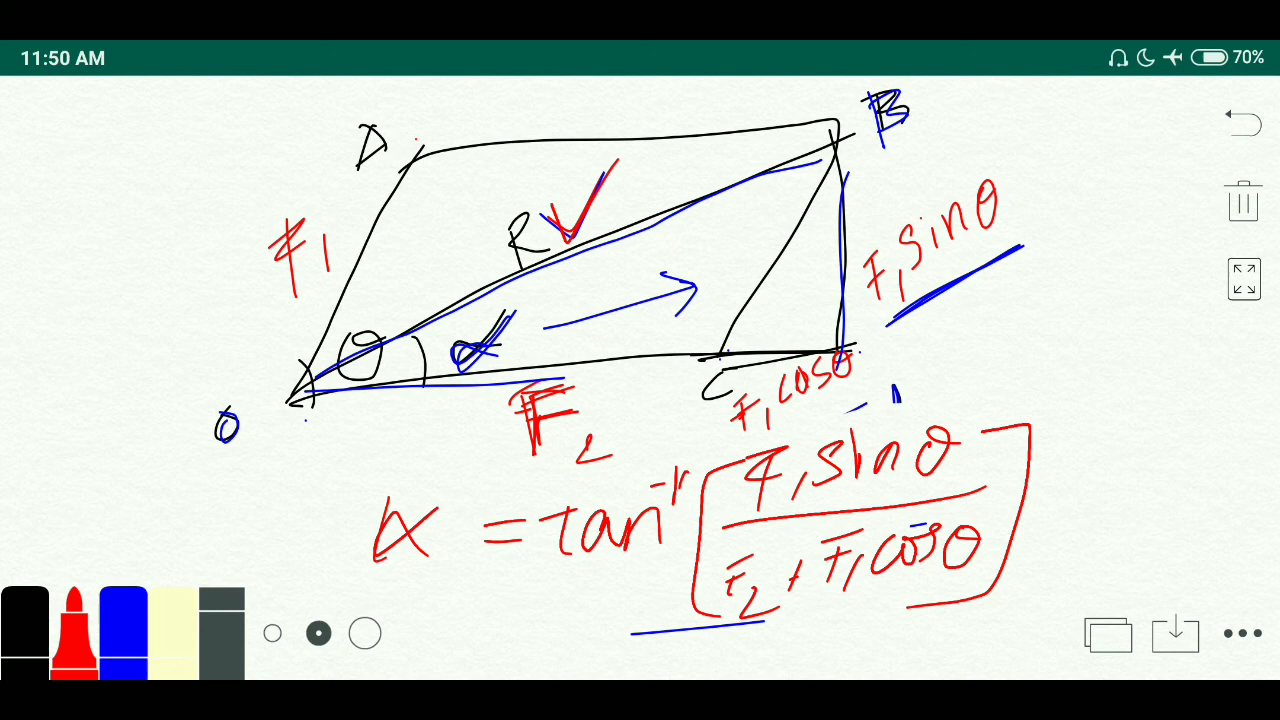 11:50 AM
70%
D
B
F₁
R
F₁ sinθ
θ
α
O
F₂
C
F₁ cosθ
α = tan⁻¹ [ F₁ sinθ / F₂ + F₁ cosθ ]